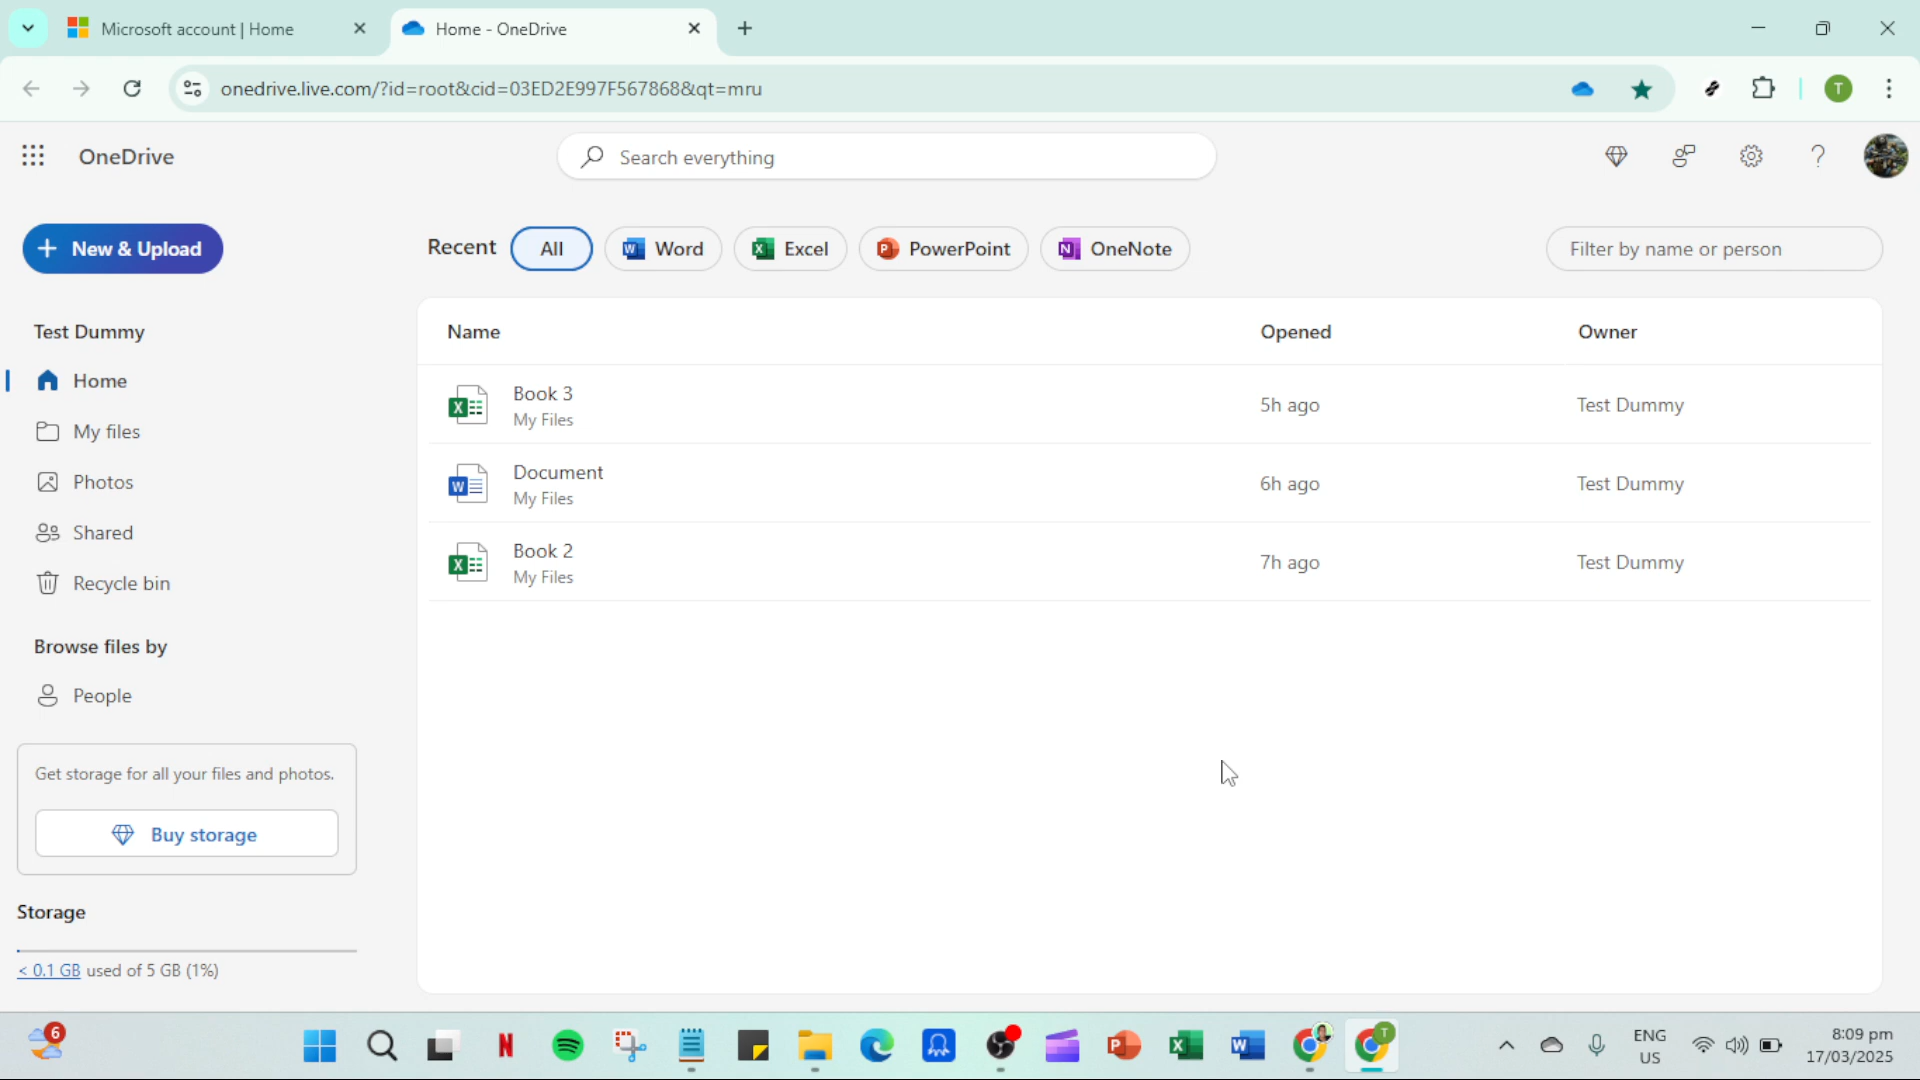 Microsoft account | Home
Home - OneDrive
onedrive.live.com/?id=root&cid=03ED2E997F567868&qt=mru
T
OneDrive
Search everything
New & Upload
Recent
All
Word
Excel
PowerPoint
OneNote
Filter by name or person
Test Dummy
Home
My files
Photos
Shared
Recycle bin
Browse files by
People
Get storage for all your files and photos.
Buy storage
Storage
< 0.1 GB used of 5 GB (1%)
Name Opened Owner
Book 3
My Files
5h ago Test Dummy
Document
My Files
6h ago Test Dummy
Book 2
My Files
7h ago Test Dummy
6
N
T
ENG
US
8:09 pm
17/03/2025